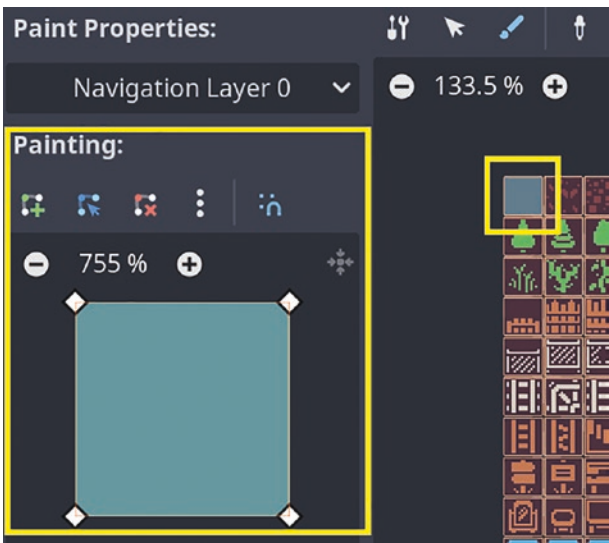 Paint Properties:
Navigation Layer 0
133.5 %
Painting:
755 %